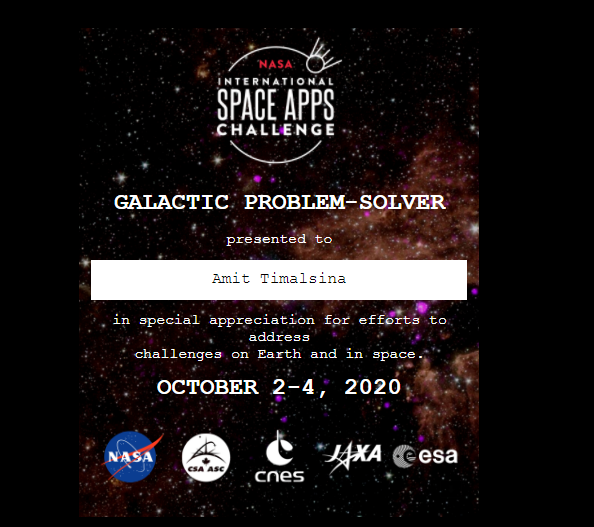 NASA
INTERNATIONAL
SPACE APPS
CHALLENGE
GALACTIC PROBLEM-SOLVER
presented to
Amit Timalsina
in special appreciation for efforts to
address
challenges on Earth and in space.
OCTOBER 2-4, 2020
NASA CSA ASC cnes JAXA esa